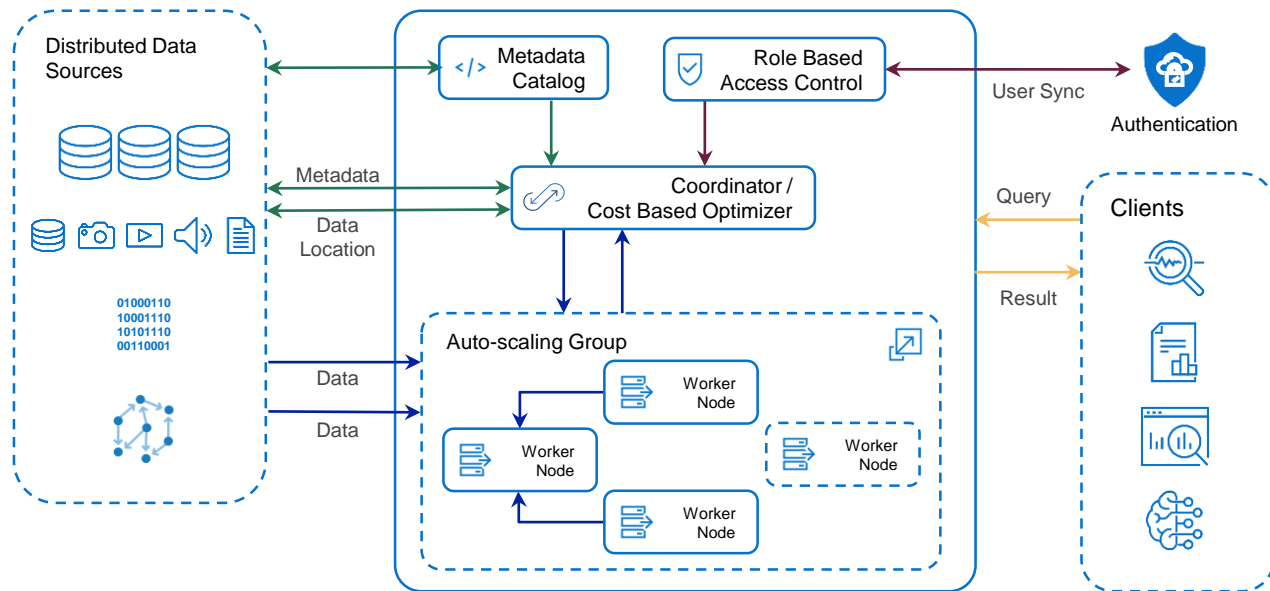 Distributed Data
Sources
01000110
10001110
10101110
00110001
Metadata
Data
Location
Data
Data
</>
Metadata
Catalog
Role Based
Access Control
Coordinator /
Cost Based Optimizer
Auto-scaling Group
Worker
Node
Worker
Node
Worker
Node
Worker
Node
User Sync
Authentication
Query
Result
Clients